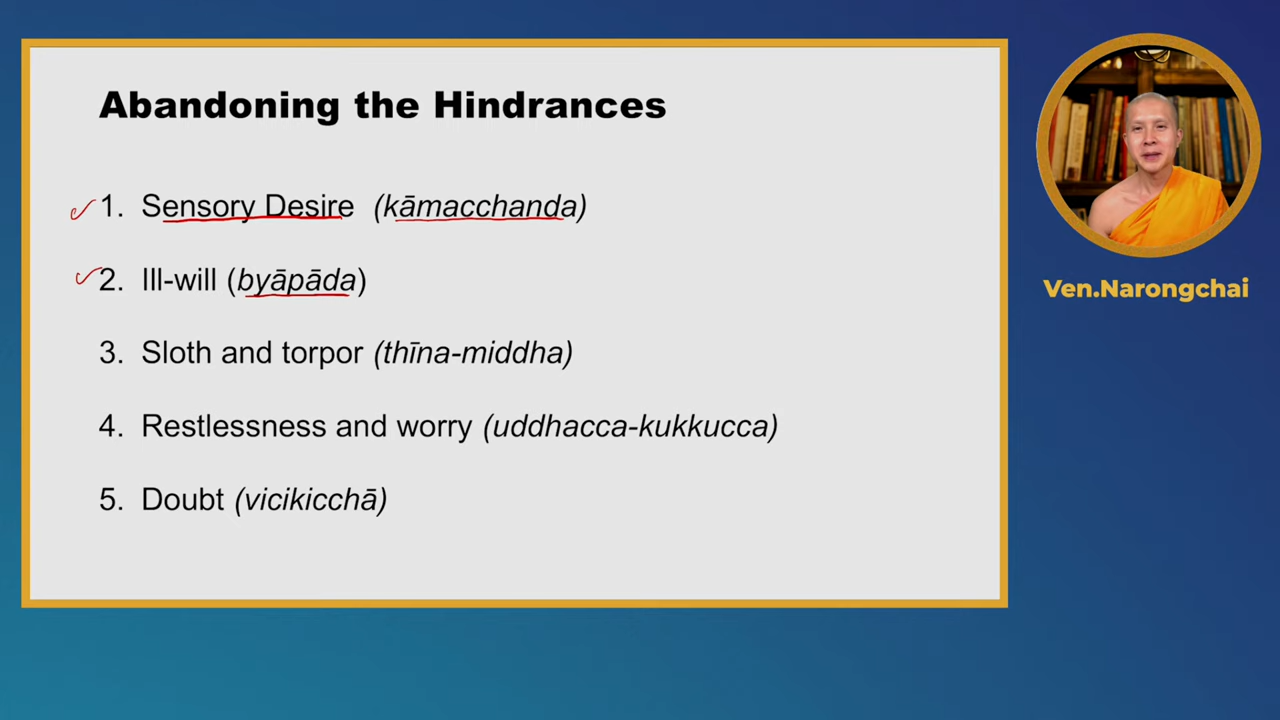 Abandoning the Hindrances
1. Sensory Desire (kāmacchanda)
2. Ill-will (byāpāda)
3. Sloth and torpor (thīna-middha)
4. Restlessness and worry (uddhacca-kukkucca)
5. Doubt (vicikicchā)
Ven.Narongchai